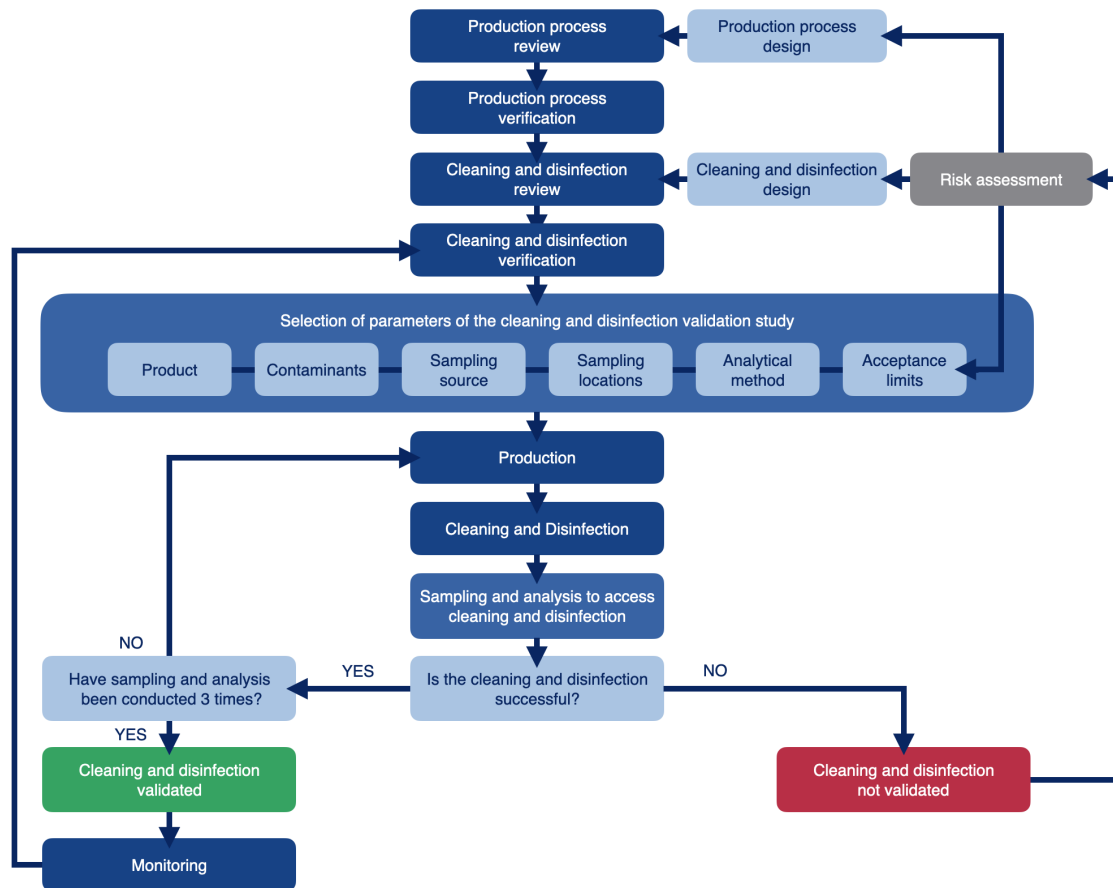 Production process
review
Production process
design
Production process
verification
Cleaning and disinfection
review
Cleaning and disinfection
design
Risk assessment
Cleaning and disinfection
verification
Selection of parameters of the cleaning and disinfection validation study
Product
Contaminants
Sampling
source
Sampling
locations
Analytical
method
Acceptance
limits
Production
Cleaning and Disinfection
Sampling and analysis to access
cleaning and disinfection
NO
Have sampling and analysis
been conducted 3 times?
YES
Is the cleaning and disinfection
successful?
NO
YES
Cleaning and disinfection
validated
Cleaning and disinfection
not validated
Monitoring